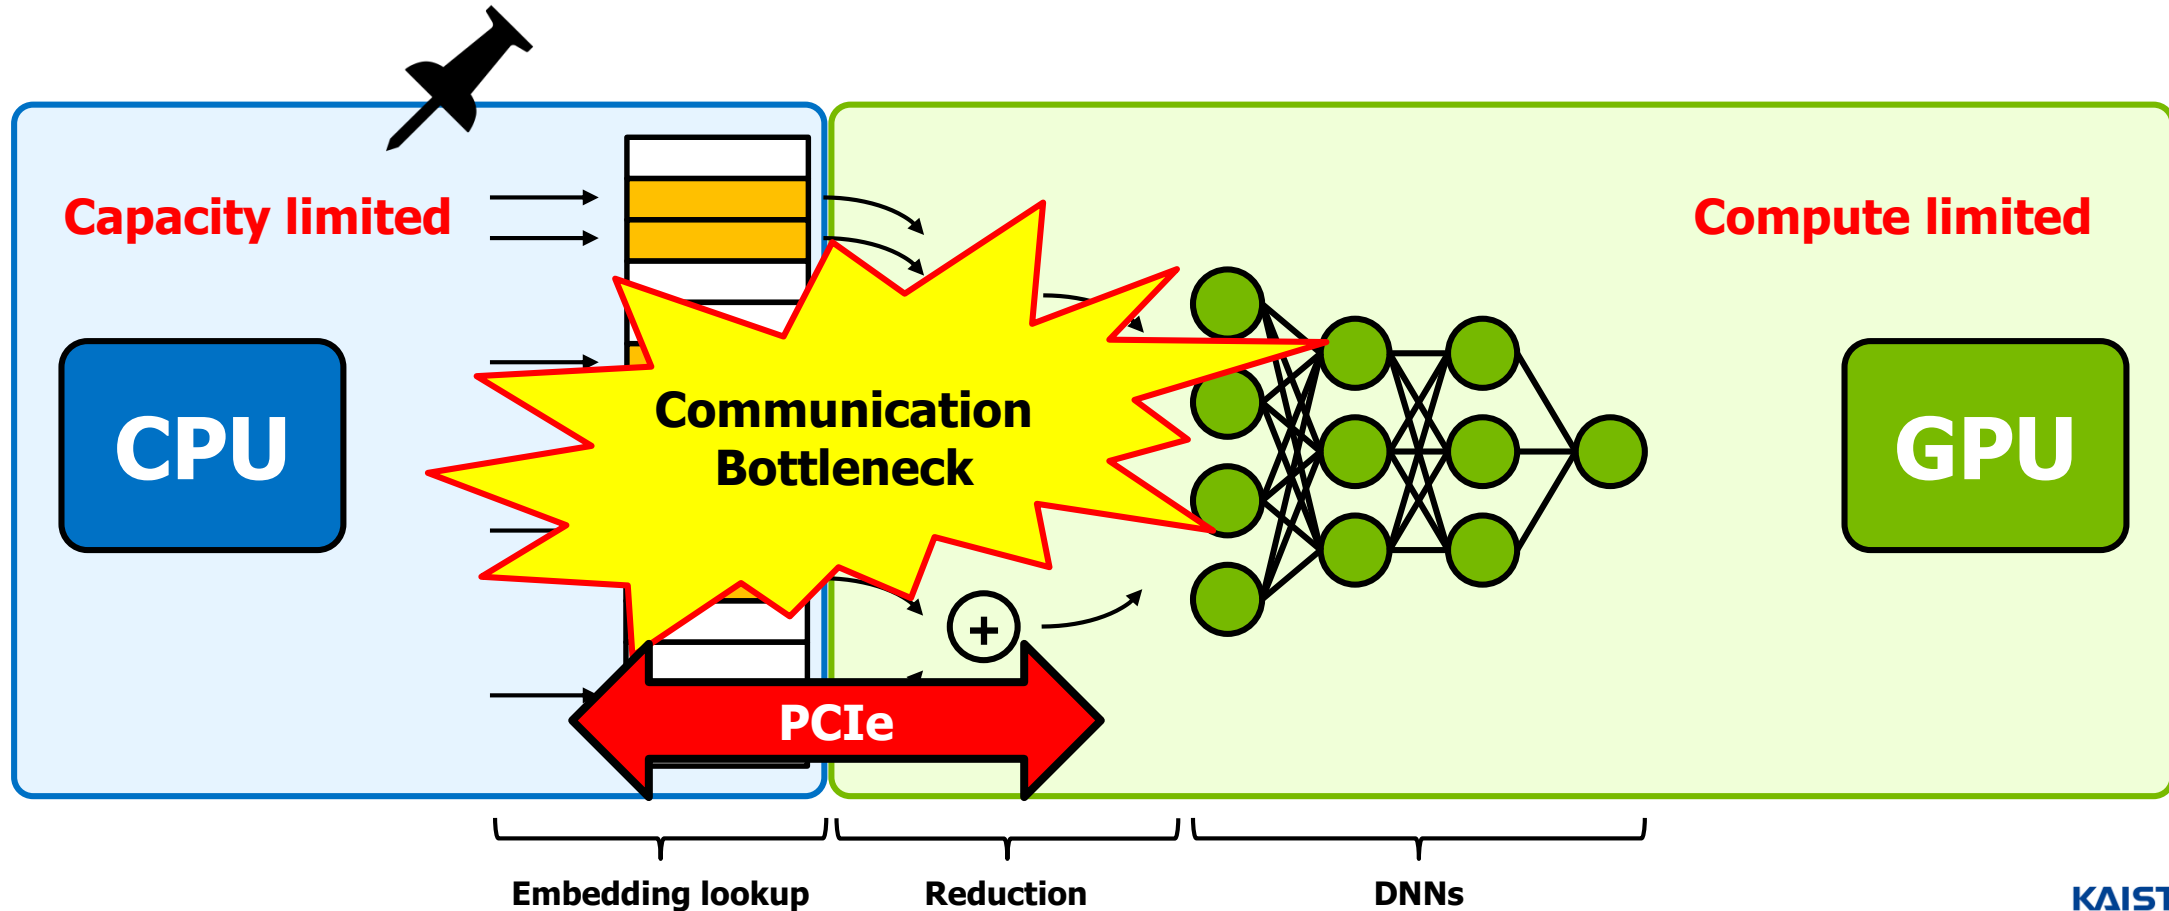 Capacity limited
Compute limited
CPU
Communication
Bottleneck
GPU
+
PCIe
Embedding lookup
Reduction
DNNs
KAIST